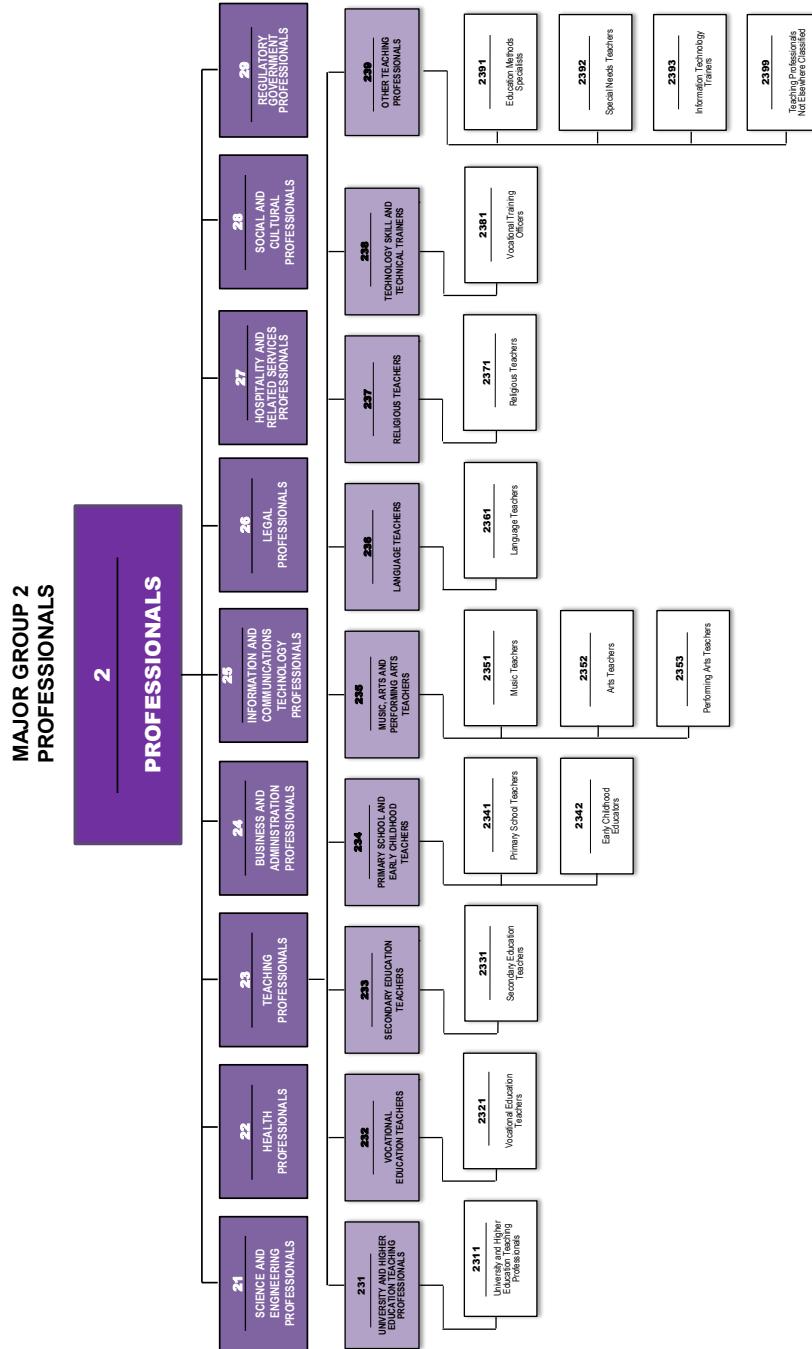 MAJOR GROUP 2
PROFESSIONALS
2
PROFESSIONALS
21
SCIENCE AND
ENGINEERING
PROFESSIONALS
22
HEALTH
PROFESSIONALS
23
TEACHING
PROFESSIONALS
24
BUSINESS AND
ADMINISTRATION
PROFESSIONALS
25
INFORMATION AND
COMMUNICATIONS
TECHNOLOGY
PROFESSIONALS
26
LEGAL
PROFESSIONALS
27
HOSPITALITY AND
RELATED SERVICES
PROFESSIONALS
28
SOCIAL AND
CULTURAL
PROFESSIONALS
29
REGULATORY
GOVERNMENT
PROFESSIONALS
231
UNIVERSITY AND HIGHER
EDUCATION TEACHING
PROFESSIONALS
232
VOCATIONAL
EDUCATION TEACHERS
233
SECONDARY EDUCATION
TEACHERS
234
PRIMARY SCHOOL AND
EARLY CHILDHOOD
TEACHERS
235
MUSIC, ARTS AND
PERFORMING ARTS
TEACHERS
236
LANGUAGE TEACHERS
237
RELIGIOUS TEACHERS
238
TECHNOLOGY SKILL AND
TECHNICAL TRAINERS
239
OTHER TEACHING
PROFESSIONALS
2311
University and Higher
Education Teaching
Professionals
2321
Vocational Education
Teachers
2331
Secondary Education
Teachers
2341
Primary School Teachers
2342
Early Childhood
Educators
2351
Music Teachers
2352
Arts Teachers
2353
Performing Arts Teachers
2361
Language Teachers
2371
Religious Teachers
2381
Vocational Training
Officers
2391
Education Methods
Specialists
2392
Special Needs Teachers
2393
Information Technology
Trainers
2399
Teaching Professionals
Not Elsewhere Classified